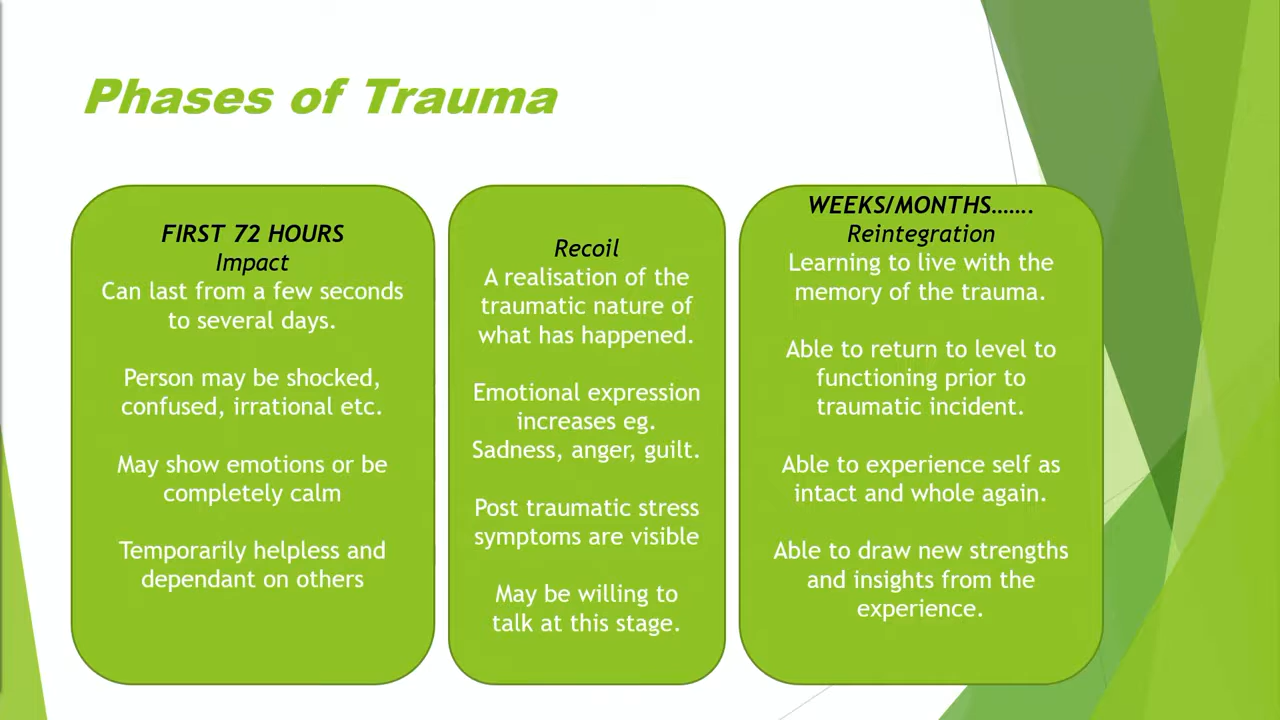 Phases of Trauma
FIRST 72 HOURS
Impact
Can last from a few seconds
to several days.
Person may be shocked,
confused, irrational etc.
May show emotions or be
completely calm
Temporarily helpless and
dependant on others
Recoil
A realisation of the
traumatic nature of
what has happened.
Emotional expression
increases eg.
Sadness, anger, guilt.
Post traumatic stress
symptoms are visible
May be willing to
talk at this stage.
WEEKS/MONTHS…….
Reintegration
Learning to live with the
memory of the trauma.
Able to return to level to
functioning prior to
traumatic incident.
Able to experience self as
intact and whole again.
Able to draw new strengths
and insights from the
experience.